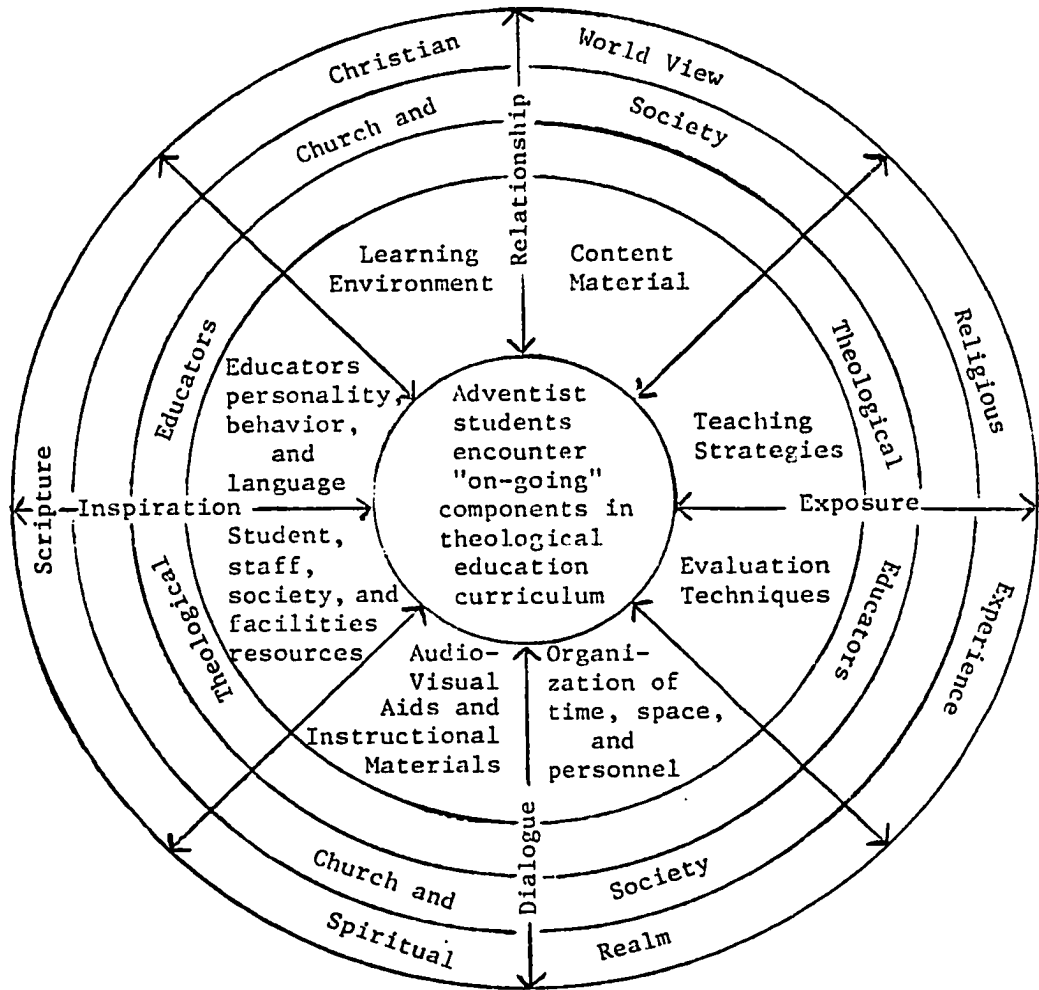 Christian
World View
Church and
Society
Relationship
Learning
Environment
Content
Material
Educators
Theological
Religious
Educators
personality,
behavior,
and
language
Adventist
students
encounter
"on-going"
components in
theological
education
curriculum
Teaching
Strategies
Scripture
Inspiration
Exposure
Student,
staff,
society, and
facilities
resources
Evaluation
Techniques
Theological
Educators
Experience
Audio-
Visual
Aids and
Instructional
Materials
Organi-
zation of
time, space,
and
personnel
Dialogue
Church and
Society
Spiritual
Realm